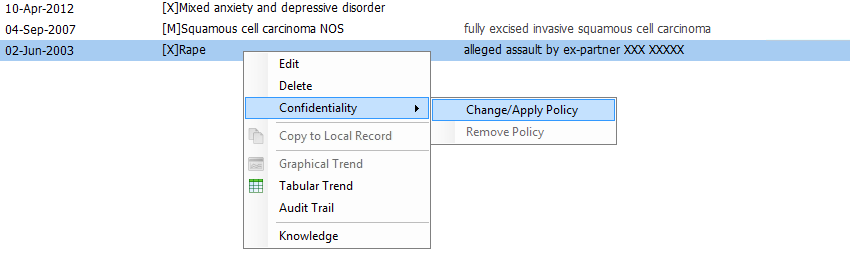 10-Apr-2012 [X]Mixed anxiety and depressive disorder
04-Sep-2007 [M]Squamous cell carcinoma NOS fully excised invasive squamous cell carcinoma
02-Jun-2003 [X]Rape alleged assault by ex-partner XXX XXXXX
Edit
Delete
Confidentiality Change/Apply Policy
Remove Policy
Copy to Local Record
Graphical Trend
Tabular Trend
Audit Trail
Knowledge